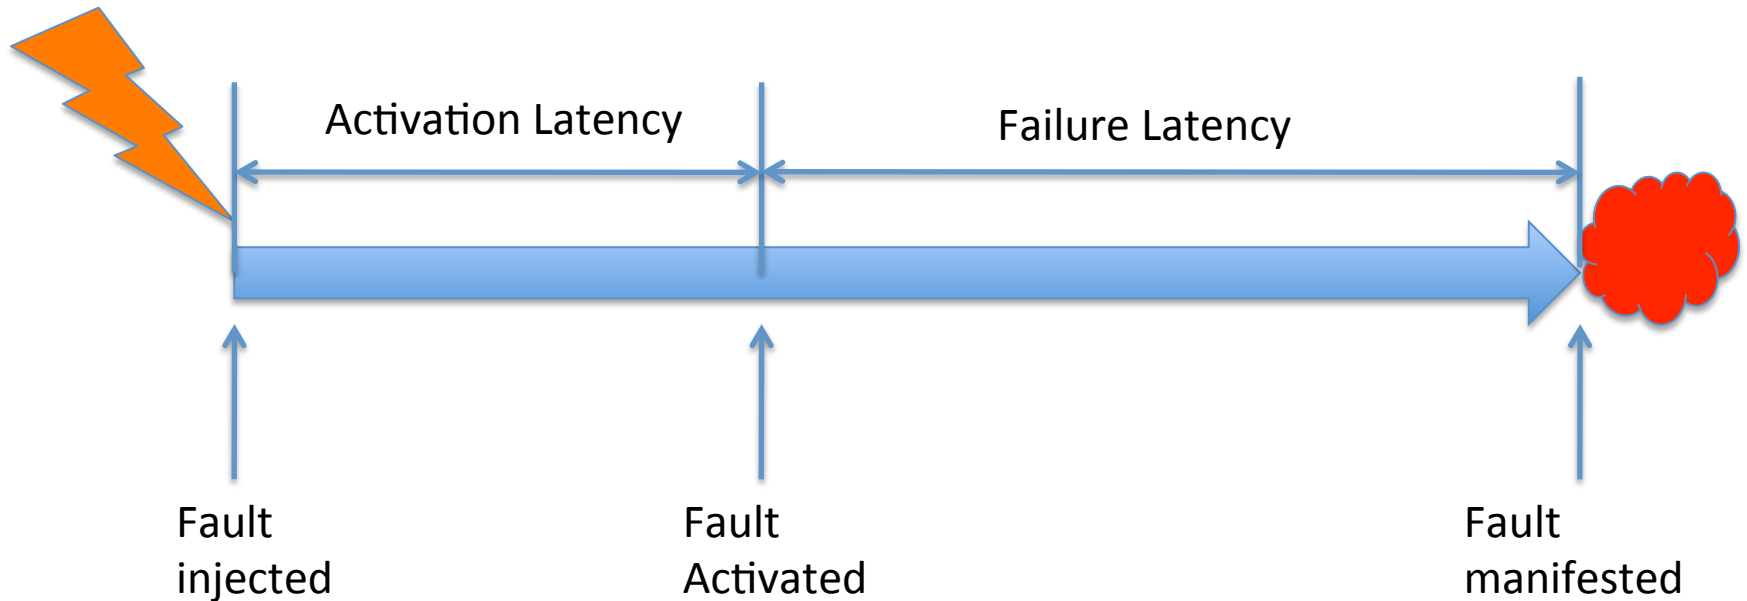 Activation Latency
Failure Latency
Fault
injected
Fault
Activated
Fault
manifested